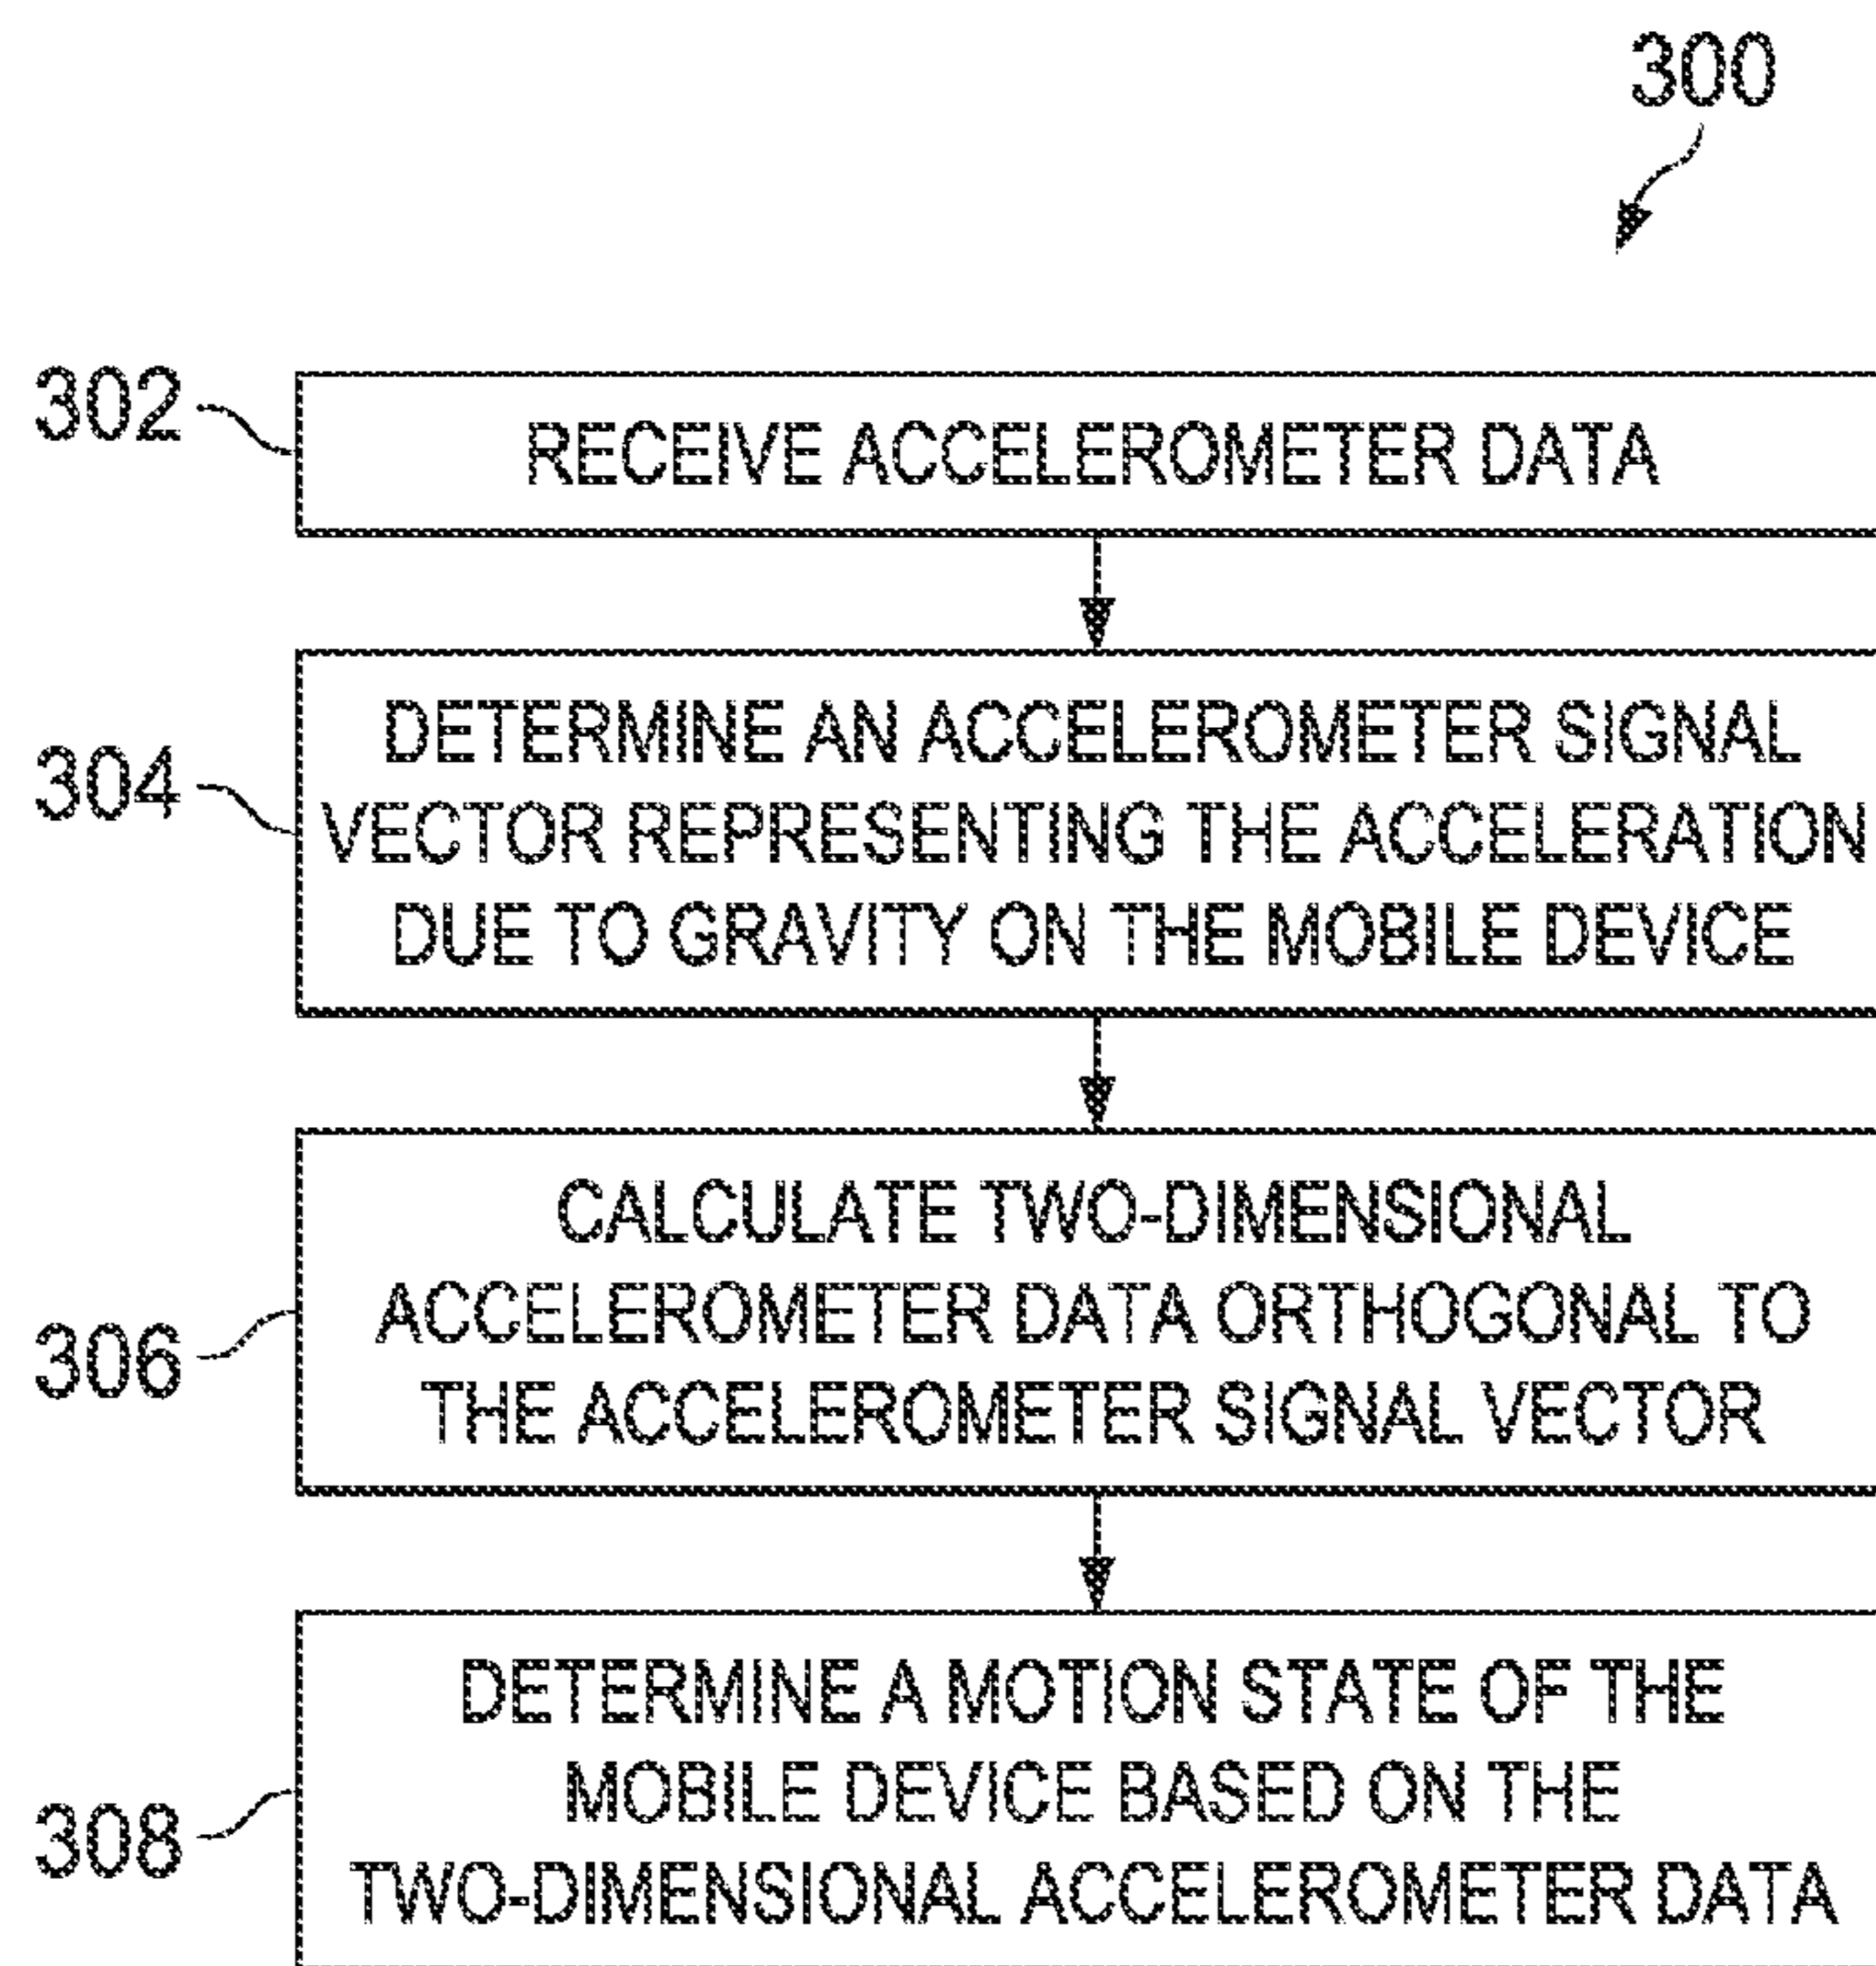 300
302
RECEIVE ACCELEROMETER DATA
304
DETERMINE AN ACCELEROMETER SIGNAL
VECTOR REPRESENTING THE ACCELERATION
DUE TO GRAVITY ON THE MOBILE DEVICE
306
CALCULATE TWO-DIMENSIONAL
ACCELEROMETER DATA ORTHOGONAL TO
THE ACCELEROMETER SIGNAL VECTOR
308
DETERMINE A MOTION STATE OF THE
MOBILE DEVICE BASED ON THE
TWO-DIMENSIONAL ACCELEROMETER DATA